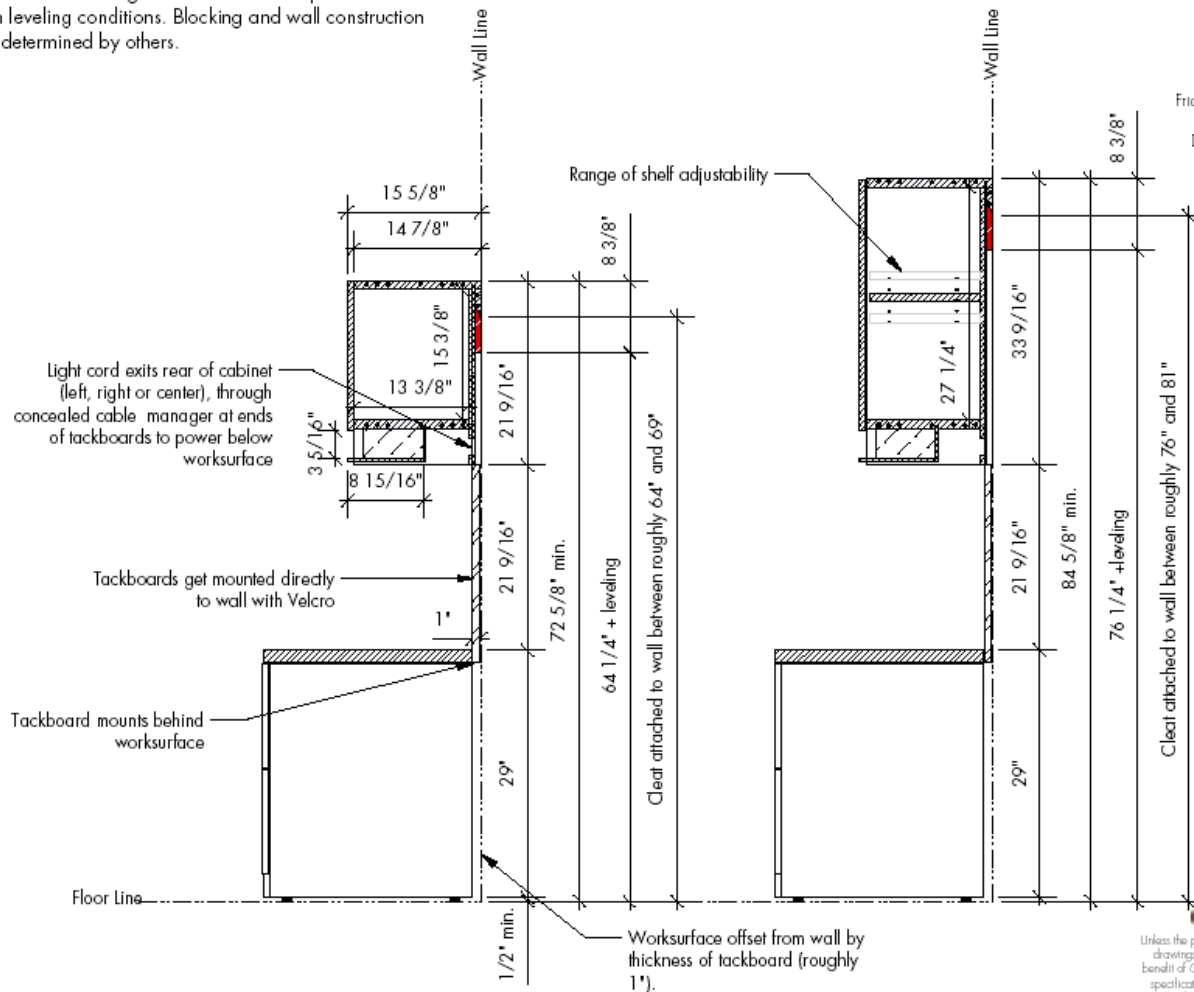 leveling conditions. Blocking and wall construction
determined by others.
Wall Line
Wall Line
Range of shelf adjustability
8 3/8"
15 5/8"
14 7/8"
8 3/8"
15 3/8"
13 3/8"
21 9/16"
33 9/16"
27 1/4"
Light cord exits rear of cabinet
(left, right or center), through
concealed cable manager at ends
of tackboards to power below
worksurface
3 5/16"
8 15/16"
Tackboards get mounted directly
to wall with Velcro
1"
21 9/16"
72 5/8" min.
64 1/4" + leveling
Cleat attached to wall between roughly 64" and 69"
21 9/16"
84 5/8" min.
76 1/4" +leveling
Cleat attached to wall between roughly 76" and 81"
Tackboard mounts behind
worksurface
29"
29"
Floor Line
1/2" min.
Worksurface offset from wall by
thickness of tackboard (roughly
1").
Unless the
drawings
benefit of